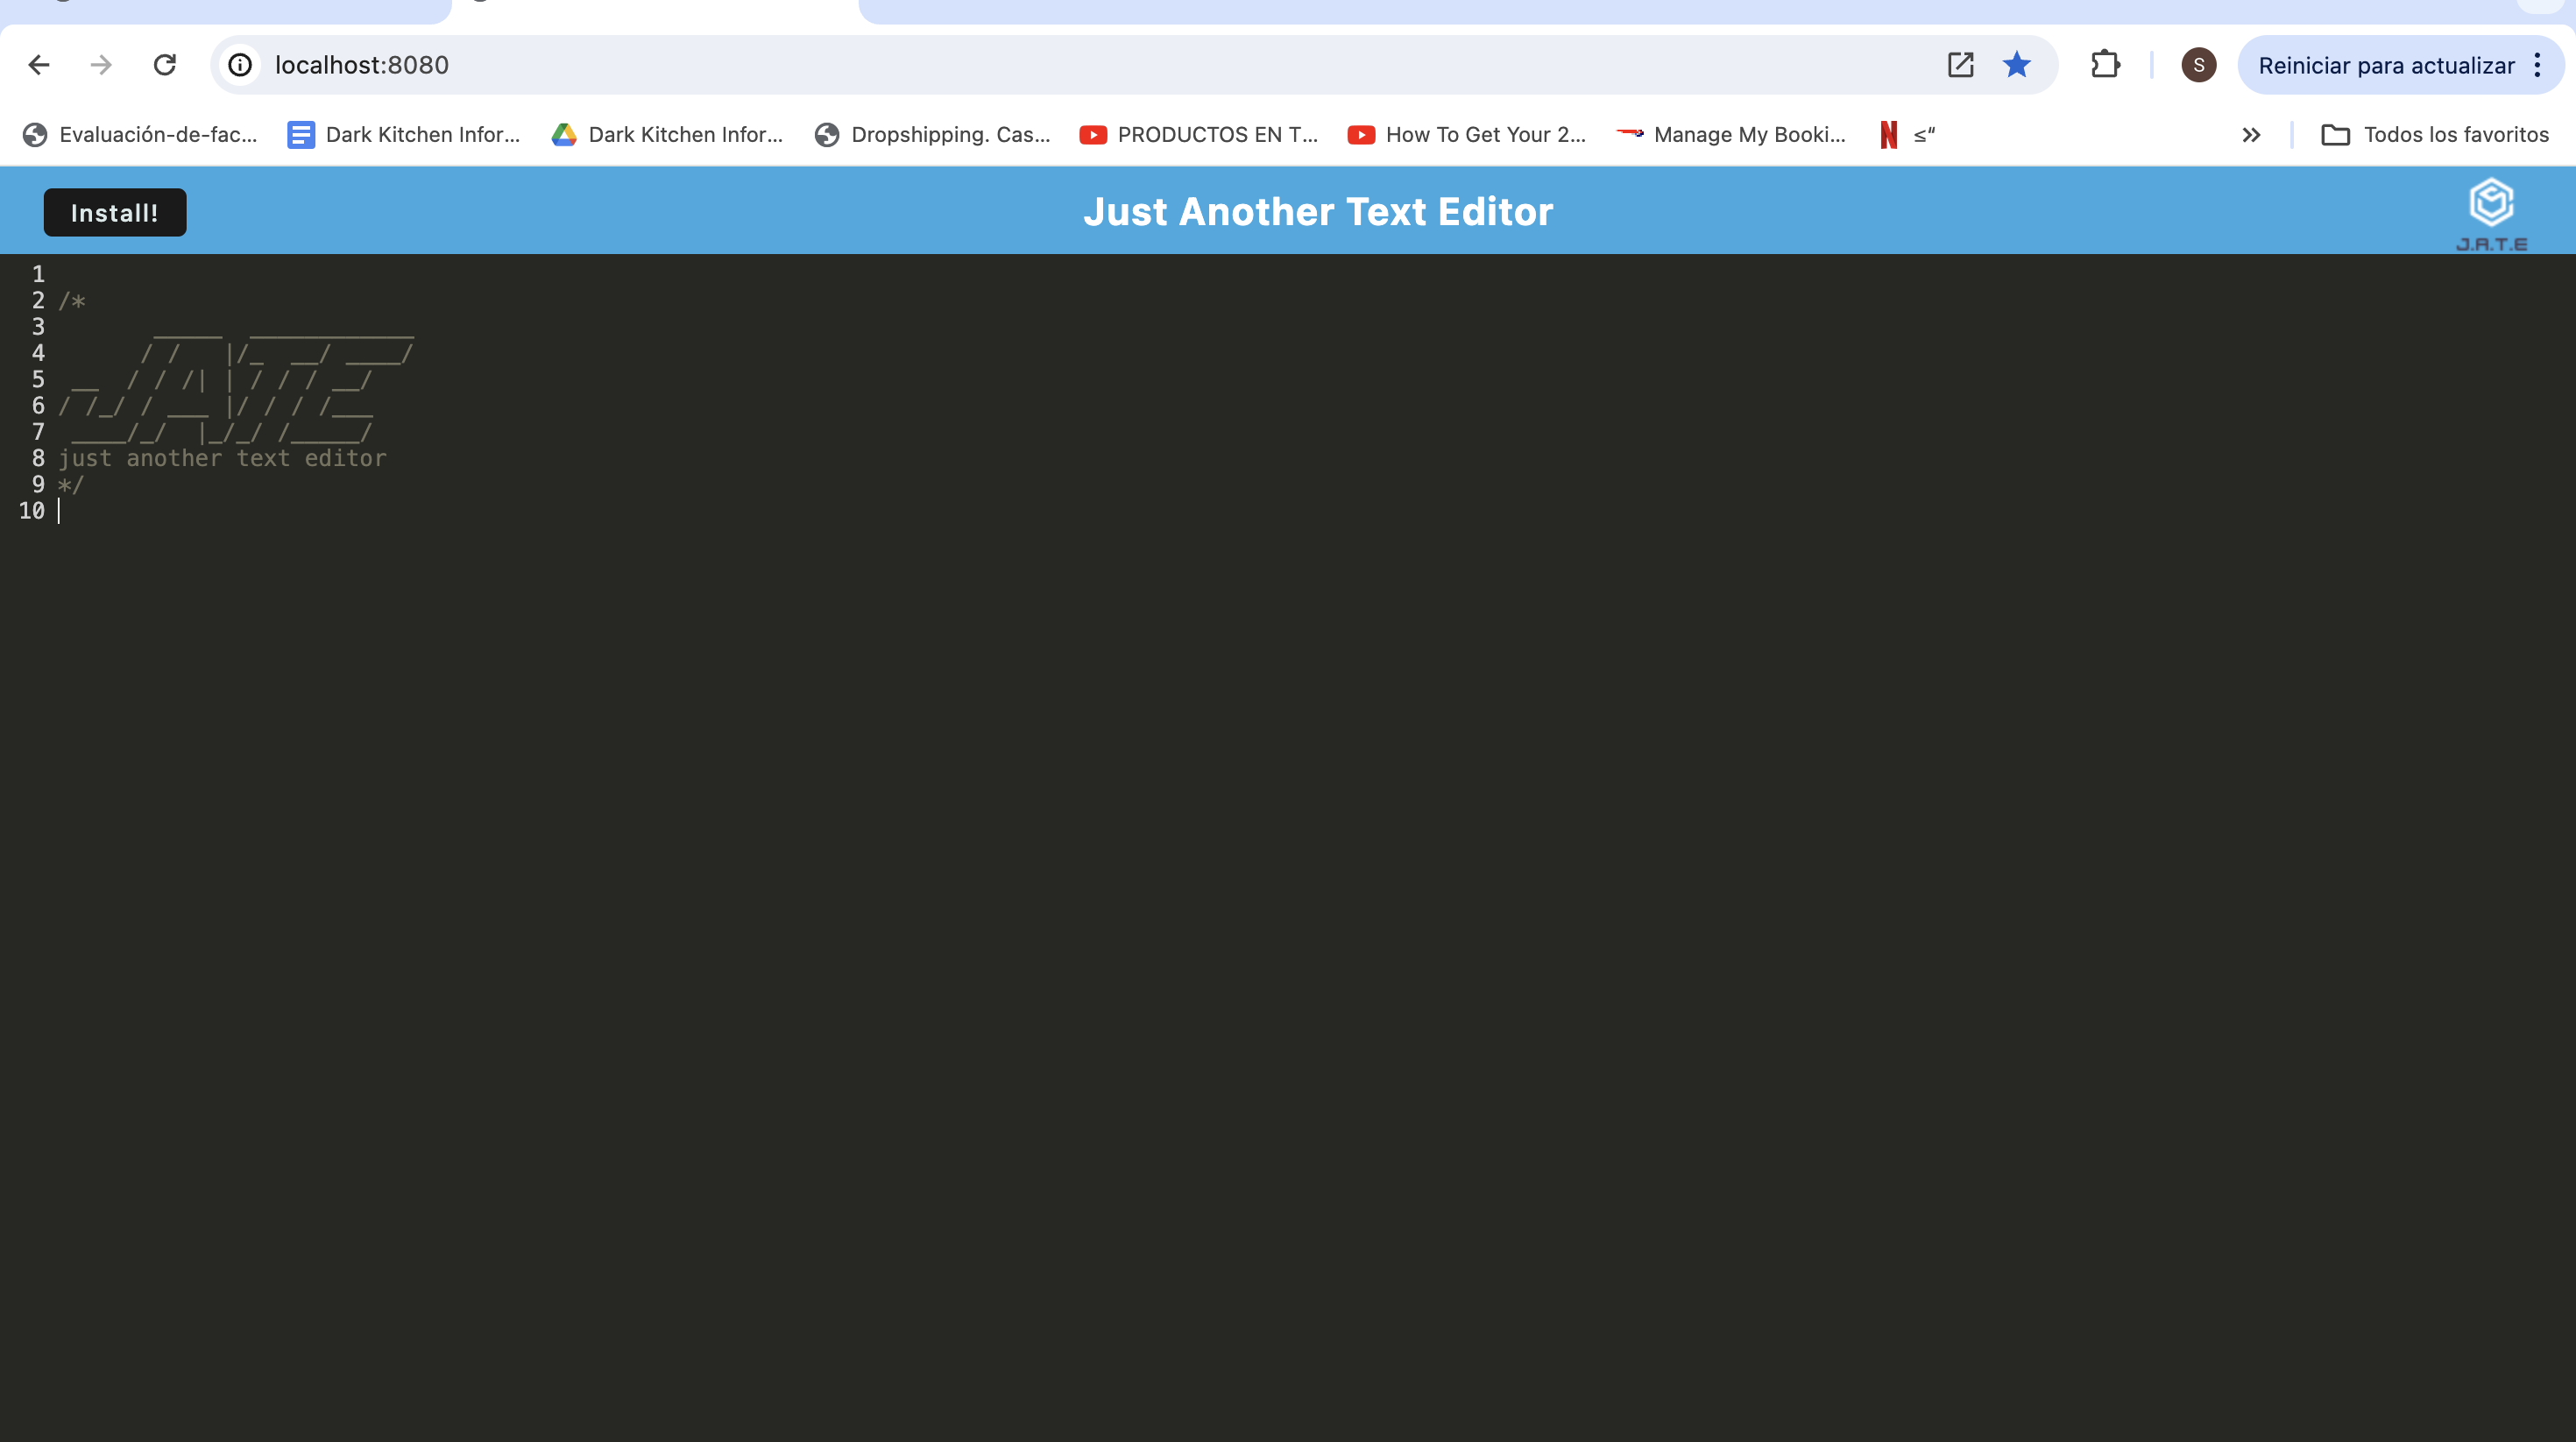 localhost:8080
S
Reiniciar para actualizar
Evaluación-de-fac...
Dark Kitchen Infor...
Dark Kitchen Infor...
Dropshipping. Cas...
PRODUCTOS EN T...
How To Get Your 2...
Manage My Booki...
≤“
Todos los favoritos
Install!
Just Another Text Editor
J.A.T.E
1
2 /*
3        _____  ____________
4       / /   |/_  __/ ____/
5  __  / / /| | / / / __/
6 / /_/ / ___ |/ / / /___
7  ____/_/  |_/_/ /_____/
8 just another text editor
9 */
10